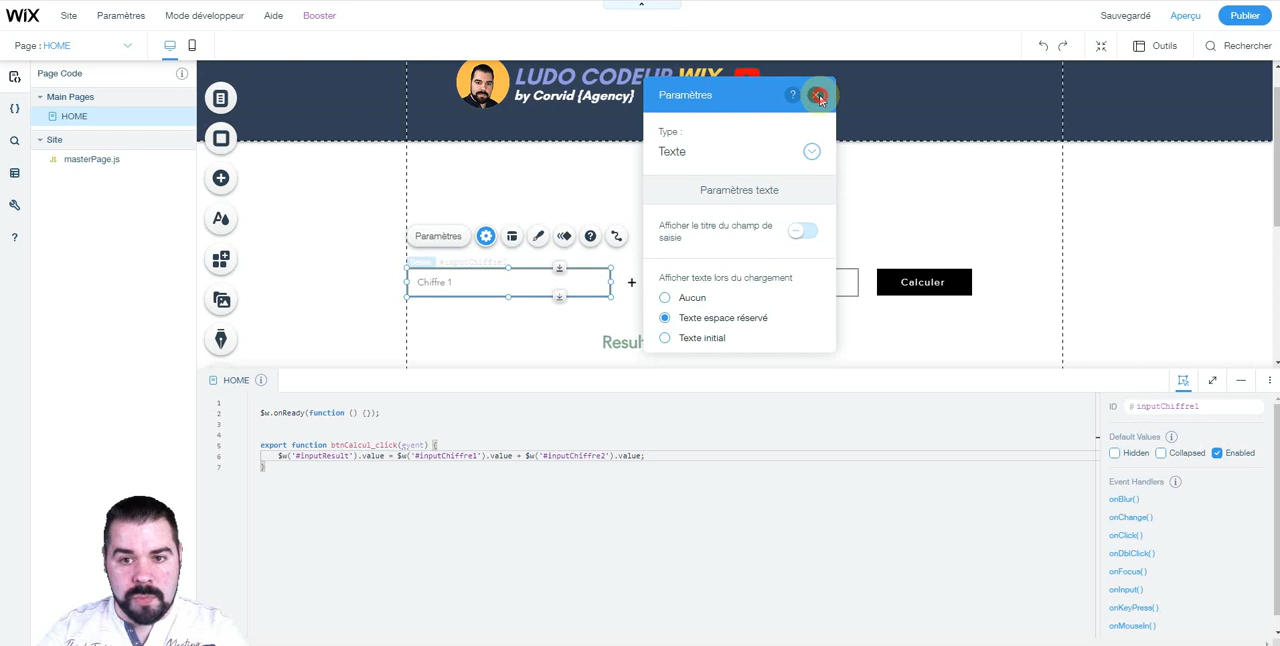 WiX Site Paramètres Mode développeur Aide Booster Sauvegardé Aperçu Publier
Page : HOME Outils Rechercher
Page Code
Main Pages
HOME
Site
masterPage.js
LUDO CODEUR WIX
by Corvid {Agency}
Paramètres ?
Type :
Texte
Paramètres texte
Afficher le titre du champ de
saisie
Afficher texte lors du chargement
Aucun
Texte espace réservé
Texte initial
Paramètres
#inputChiffre1
Chiffre 1
+
Calculer
Resul
HOME
1
2 $w.onReady(function () {});
3
4
5 export function btnCalcul_click(event) {
6 $w('#inputResult').value = $w('#inputChiffre1').value + $w('#inputChiffre2').value;
7 }
ID # inputChiffre1
Default Values
Hidden Collapsed Enabled
Event Handlers
onBlur()
onChange()
onClick()
onDblClick()
onFocus()
onInput()
onKeyPress()
onMouseIn()